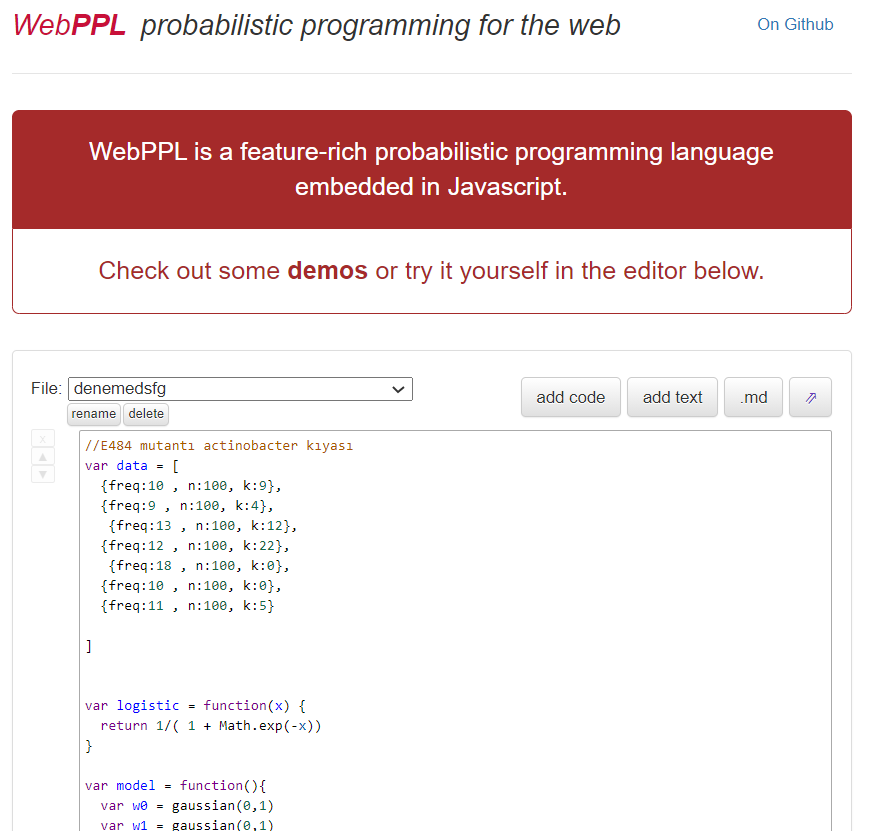 WebPPL probabilistic programming for the web
On Github
WebPPL is a feature-rich probabilistic programming language
embedded in Javascript.
Check out some demos or try it yourself in the editor below.
File: denemedsfg
add code
add text
.md
rename
delete
x
//E484 mutantı actinobacter kıyası
var data = [
  {freq:10 , n:100, k:9},
  {freq:9 , n:100, k:4},
   {freq:13 , n:100, k:12},
  {freq:12 , n:100, k:22},
   {freq:18 , n:100, k:0},
  {freq:10 , n:100, k:0},
  {freq:11 , n:100, k:5}
]
var logistic = function(x) {
  return 1/( 1 + Math.exp(-x))
}
var model = function(){
  var w0 = gaussian(0,1)
  var w1 = gaussian(0,1)